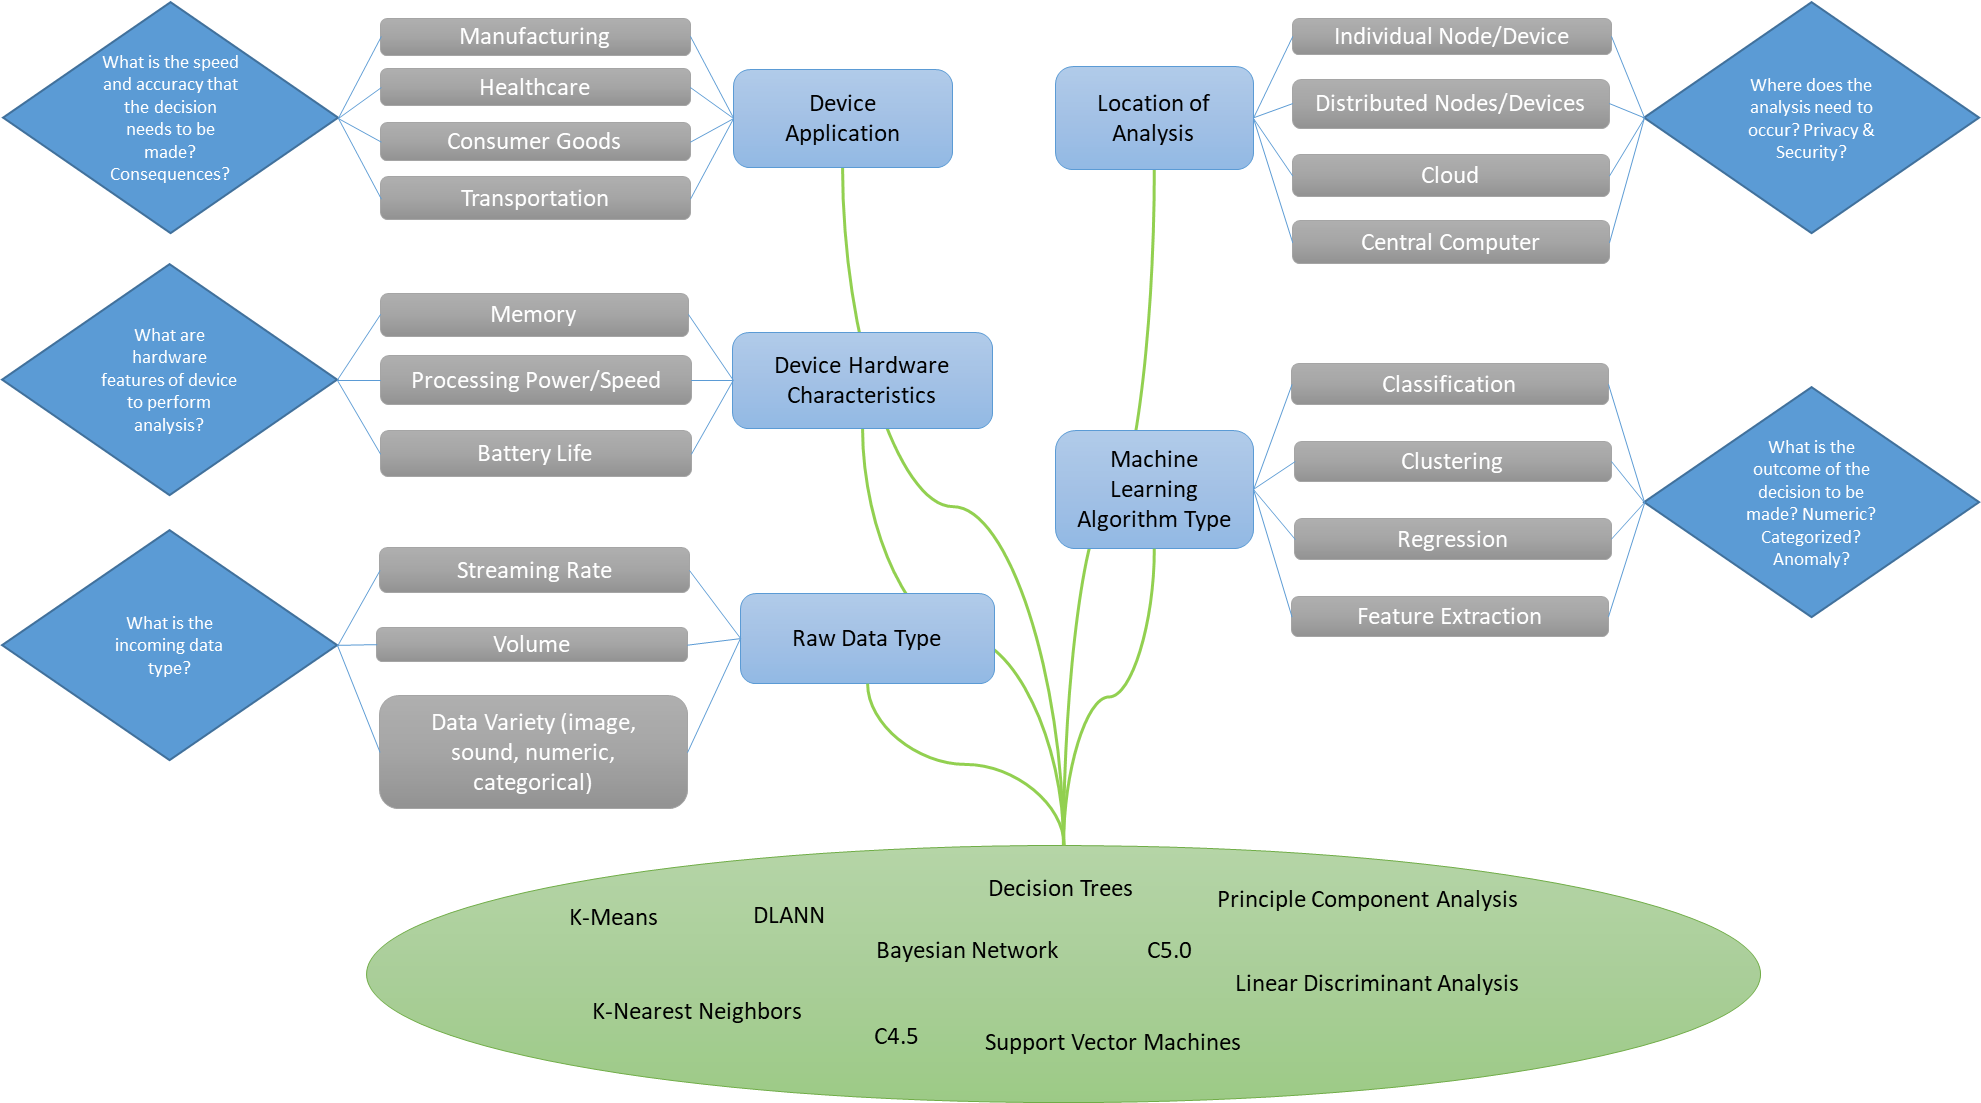 What is the speed
and accuracy that
the decision
needs to be
made?
Consequences?
Manufacturing
Healthcare
Consumer Goods
Transportation
Device
Application
Location of
Analysis
Individual Node/Device
Distributed Nodes/Devices
Cloud
Central Computer
Where does the
analysis need to
occur? Privacy &
Security?
What are
hardware
features of device
to perform
analysis?
Memory
Processing Power/Speed
Battery Life
Device Hardware
Characteristics
Machine
Learning
Algorithm Type
Classification
Clustering
Regression
Feature Extraction
What is the
outcome of the
decision to be
made? Numeric?
Categorized?
Anomaly?
What is the
incoming data
type?
Streaming Rate
Volume
Data Variety (image,
sound, numeric,
categorical)
Raw Data Type
Decision Trees
Principle Component Analysis
K-Means
DLANN
Bayesian Network
C5.0
Linear Discriminant Analysis
K-Nearest Neighbors
C4.5
Support Vector Machines